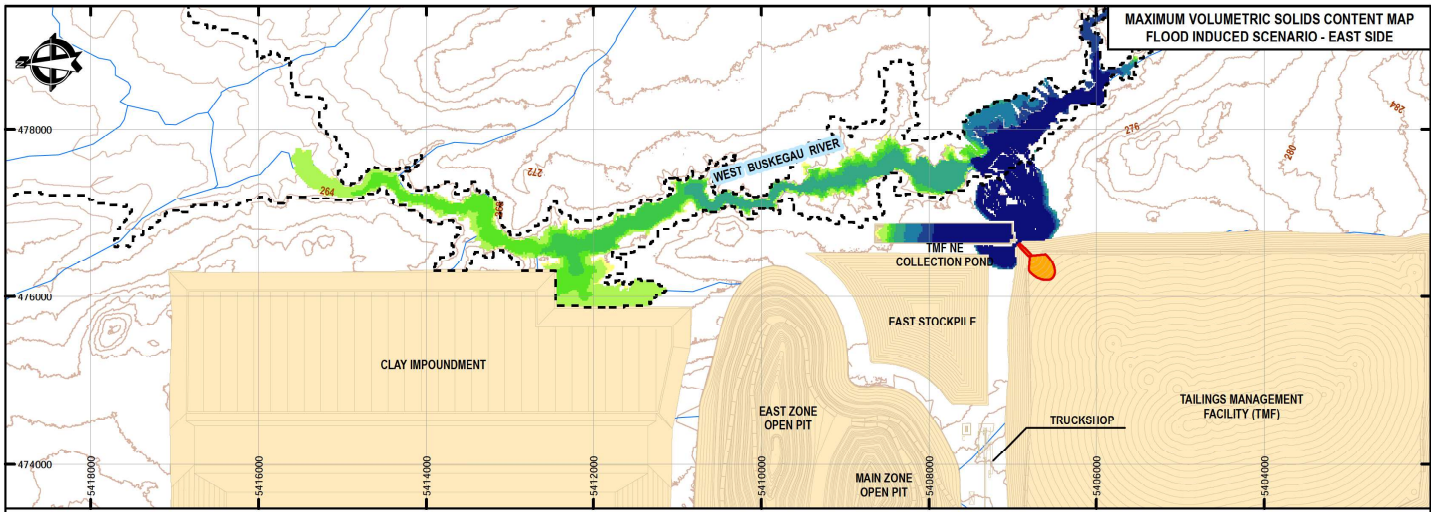 MAXIMUM VOLUMETRIC SOLIDS CONTENT MAP
FLOOD INDUCED SCENARIO - EAST SIDE
N
478000
476000
474000
284
276
280
272
264
WEST BUSKEGAU RIVER
TMF NE
COLLECTION POND
EAST STOCKPILE
CLAY IMPOUNDMENT
EAST ZONE
OPEN PIT
MAIN ZONE
OPEN PIT
TRUCKSHOP
TAILINGS MANAGEMENT
FACILITY (TMF)
5418000
5416000
5414000
5412000
5410000
5408000
5406000
5404000